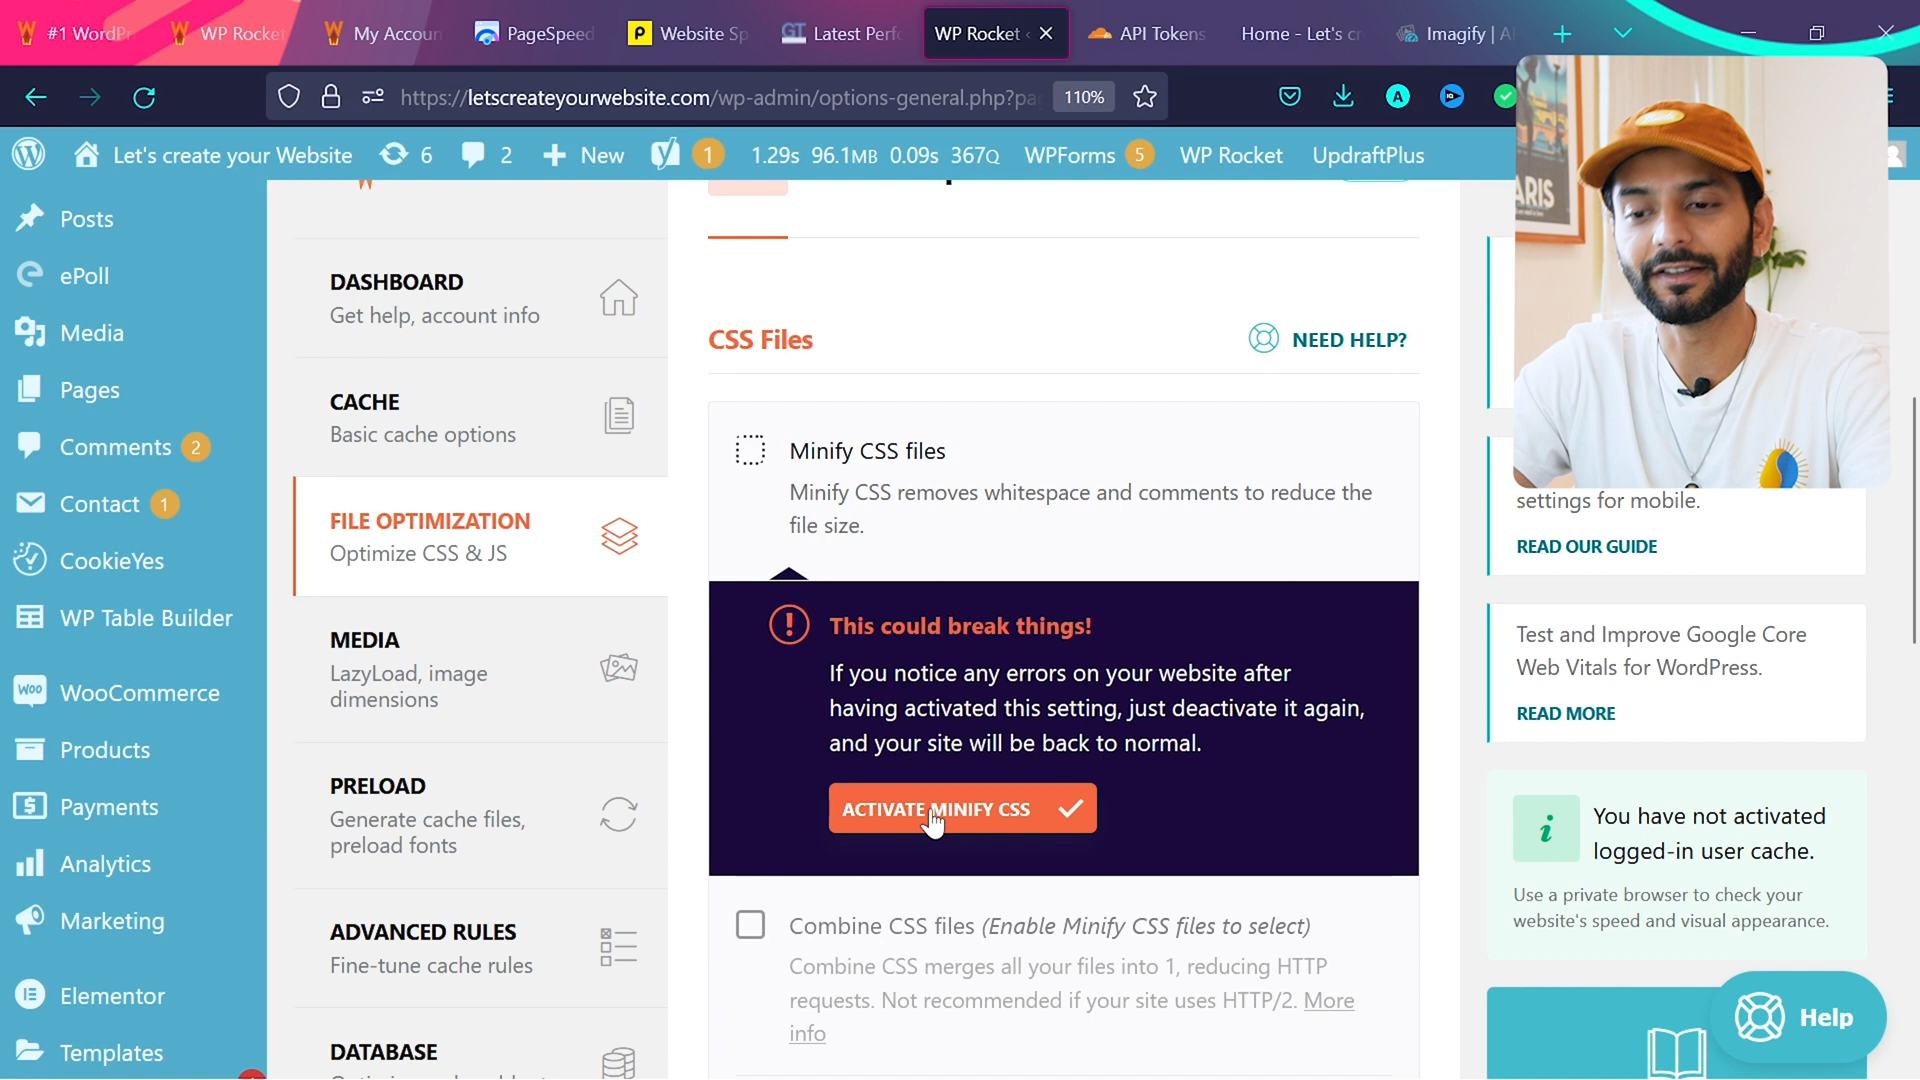 #1 WordPr
WP Rocket
My Accoun
PageSpeed
Website Sp
GT Latest Perfo
WP Rocket
API Tokens
Home - Let's cr
Imagify | A
https://letscreateyourwebsite.com/wp-admin/options-general.php?pa
110%
A
Let's create your Website
6
2
New
1
1.29s 96.1MB 0.09s 367Q
WPForms 5
WP Rocket
UpdraftPlus
Posts
ePoll
Media
Pages
Comments 2
Contact 1
CookieYes
WP Table Builder
WooCommerce
Products
Payments
Analytics
Marketing
Elementor
Templates
DASHBOARD
Get help, account info
CACHE
Basic cache options
FILE OPTIMIZATION
Optimize CSS & JS
MEDIA
LazyLoad, image
dimensions
PRELOAD
Generate cache files,
preload fonts
ADVANCED RULES
Fine-tune cache rules
DATABASE
CSS Files
NEED HELP?
Minify CSS files
Minify CSS removes whitespace and comments to reduce the
file size.
This could break things!
If you notice any errors on your website after
having activated this setting, just deactivate it again,
and your site will be back to normal.
ACTIVATE MINIFY CSS
Combine CSS files (Enable Minify CSS files to select)
Combine CSS merges all your files into 1, reducing HTTP
requests. Not recommended if your site uses HTTP/2. More
info
ARIS
settings for mobile.
READ OUR GUIDE
Test and Improve Google Core
Web Vitals for WordPress.
READ MORE
You have not activated
logged-in user cache.
Use a private browser to check your
website's speed and visual appearance.
Help